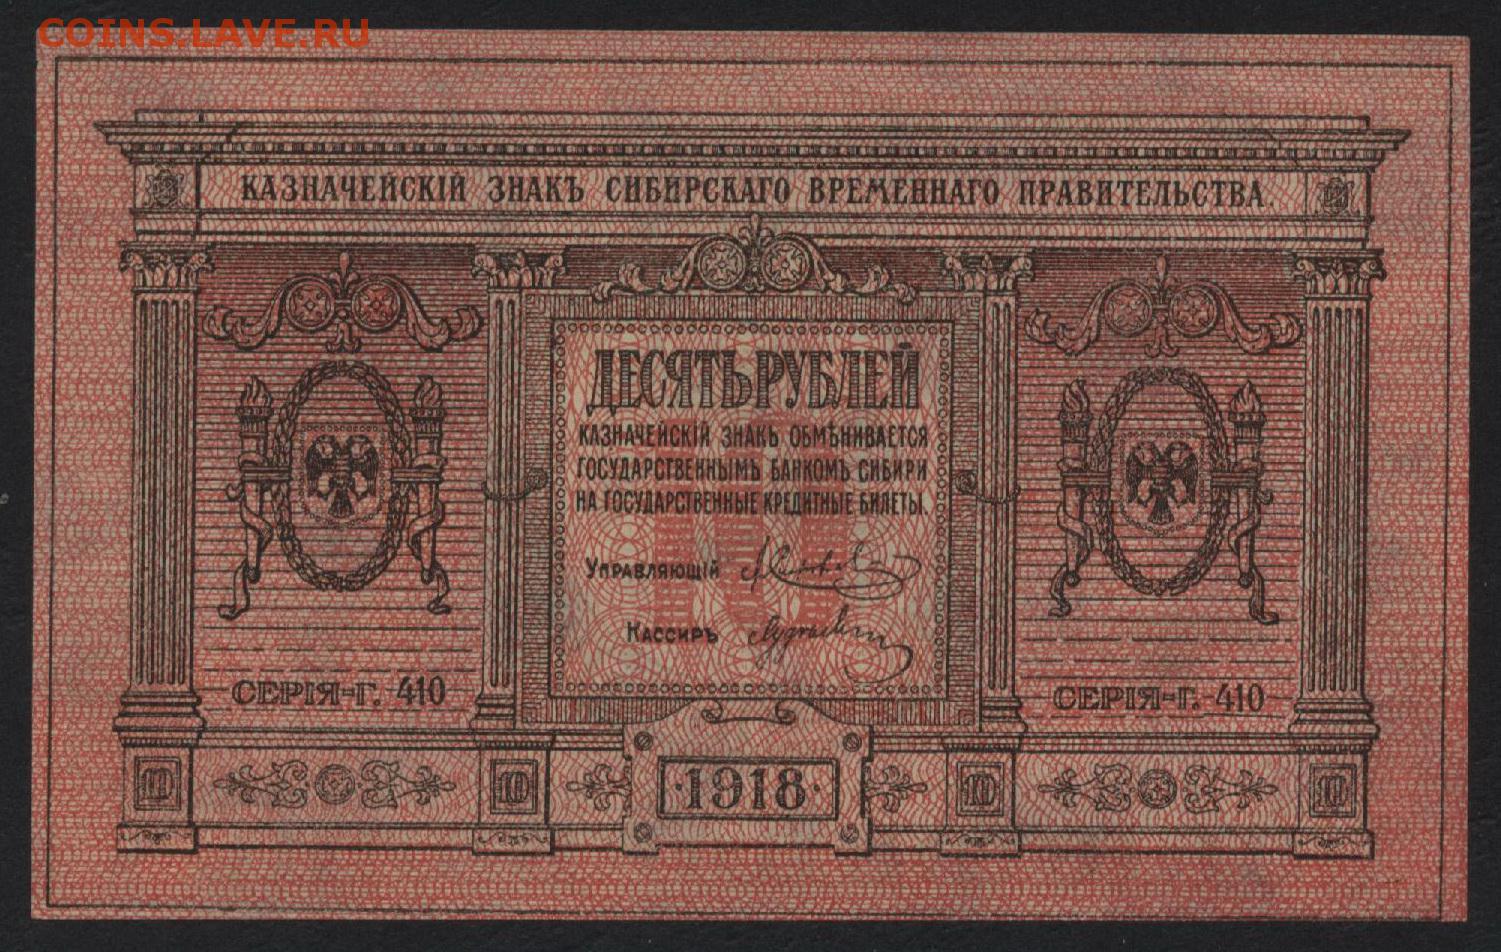 COINS.LAVE.RU
КАЗНАЧЕЙСКІЙ ЗНАКЪ СИБИРСКАГО ВРЕМЕННАГО ПРАВИТЕЛЬСТВА.
ДЕСЯТЬ РУБЛЕЙ
КАЗНАЧЕЙСКІЙ ЗНАКЪ ОБМѢНИВАЕТСЯ
ГОСУДАРСТВЕННЫМЪ БАНКОМЪ СИБИРИ
НА ГОСУДАРСТВЕННЫЕ КРЕДИТНЫЕ БИЛЕТЫ.
10
УПРАВЛЯЮЩІЙ
КАССИРЪ
СЕРІЯ-Г. 410
СЕРІЯ-Г. 410
10
10
·1918·
10
10